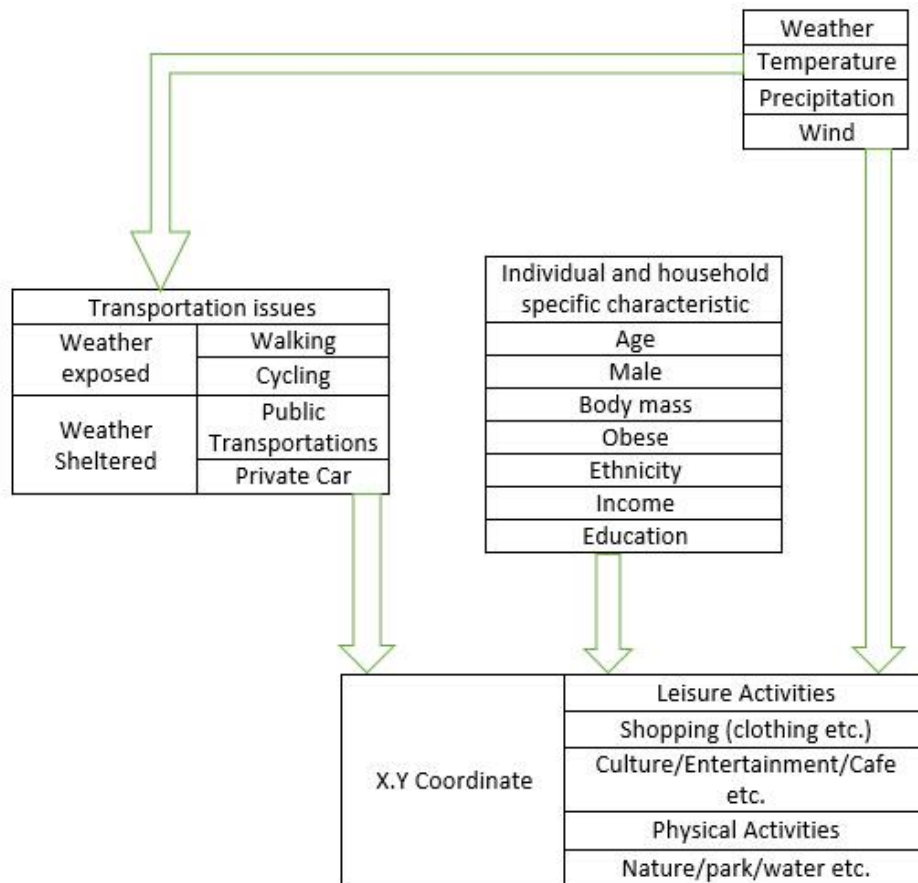 Weather
Temperature
Precipitation
Wind
Transportation issues
Weather
exposed
Walking
Cycling
Weather
Sheltered
Public
Transportations
Private Car
Individual and household
specific characteristic
Age
Male
Body mass
Obese
Ethnicity
Income
Education
X.Y Coordinate
Leisure Activities
Shopping (clothing etc.)
Culture/Entertainment/Cafe
etc.
Physical Activities
Nature/park/water etc.